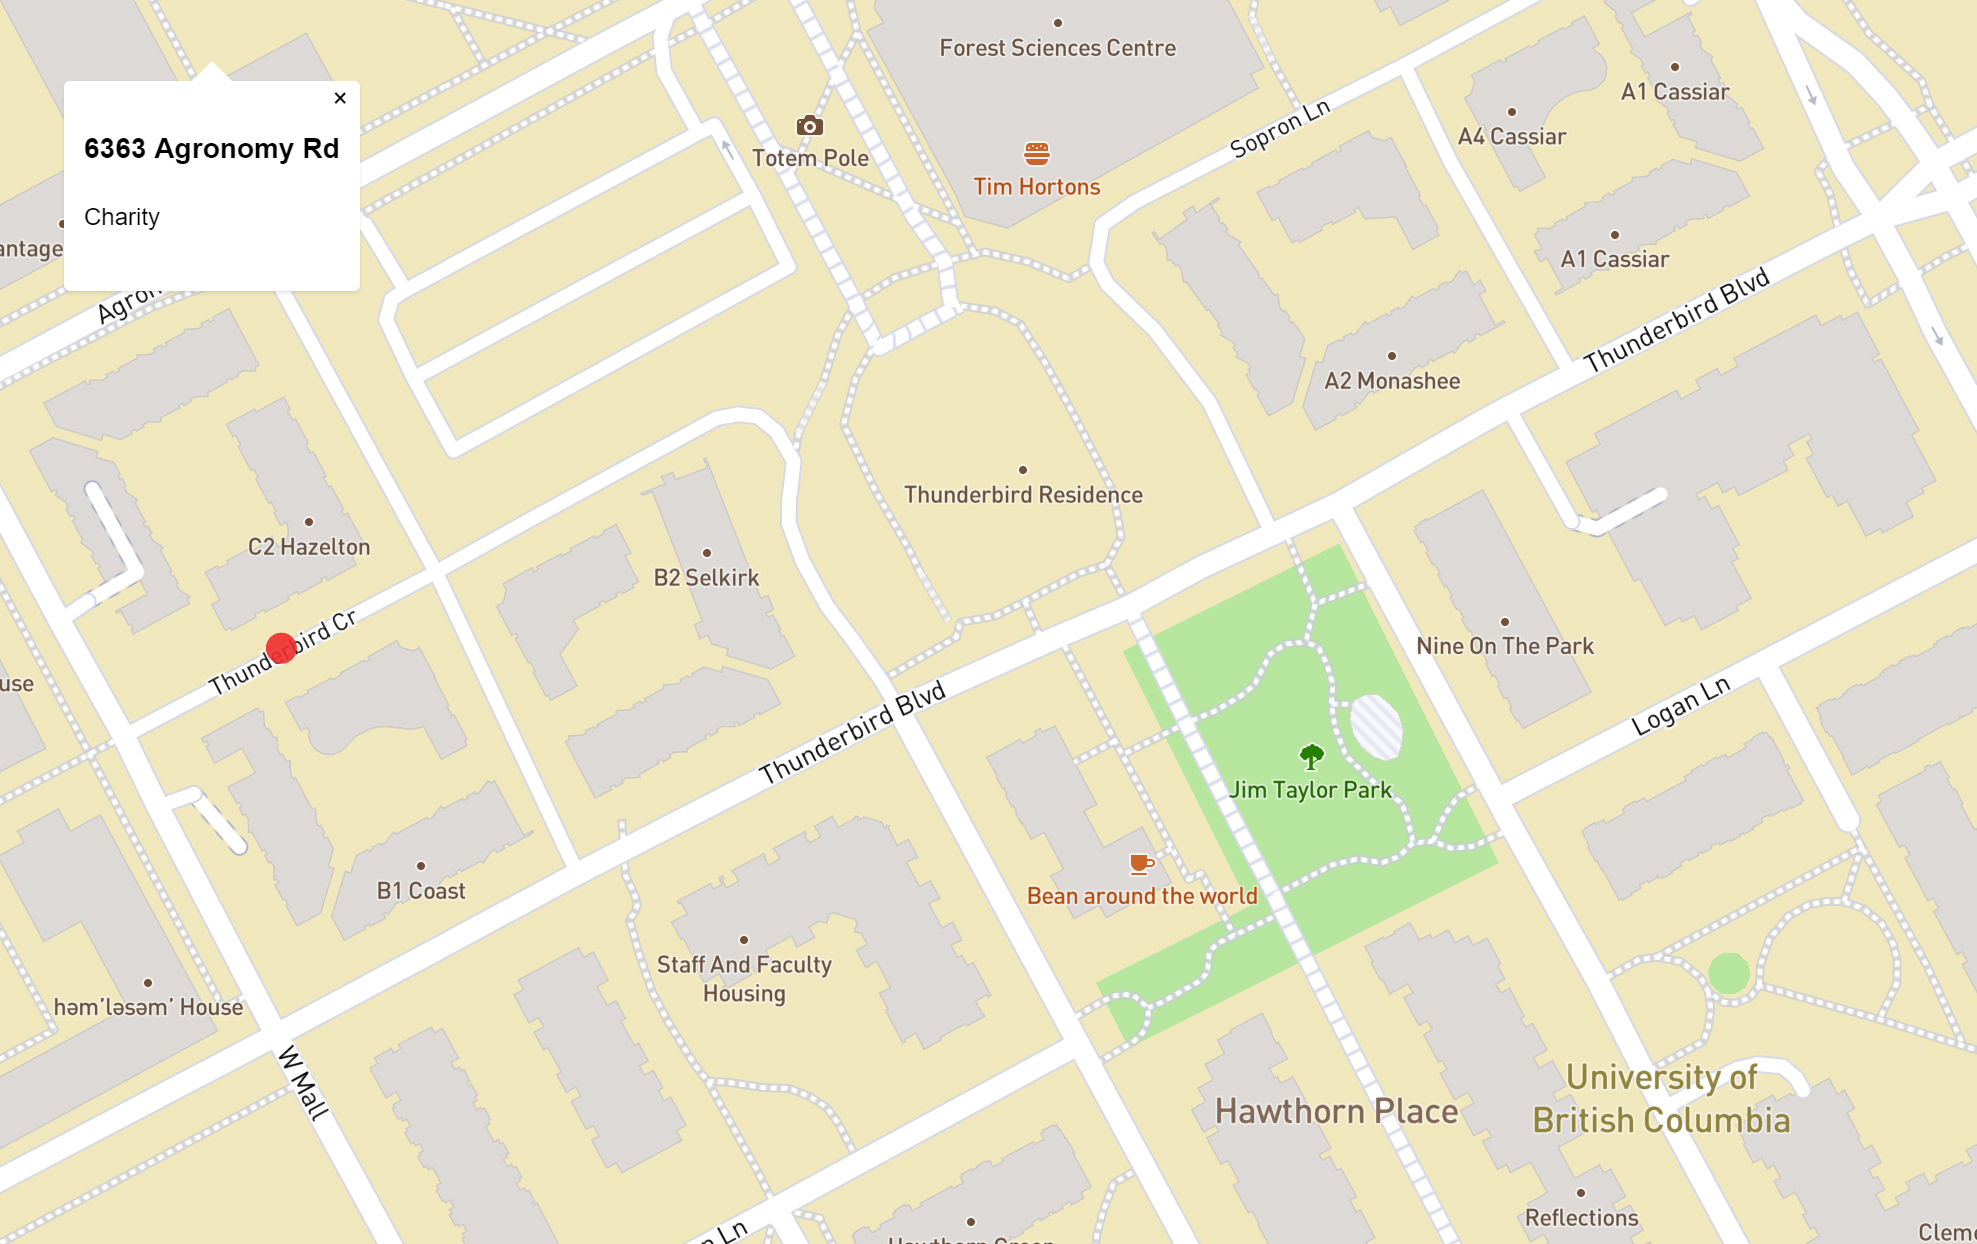 Forest Sciences Centre
A1 Cassiar
A4 Cassiar
Sopron Ln
×
6363 Agronomy Rd
Totem Pole
Tim Hortons
Charity
A1 Cassiar
Thunderbird Blvd
A2 Monashee
Thunderbird Residence
C2 Hazelton
B2 Selkirk
Thunderbird Cr
Nine On The Park
Logan Ln
Thunderbird Blvd
Jim Taylor Park
B1 Coast
Bean around the world
Staff And Faculty
Housing
həm’ləsəm’ House
W Mall
University of
British Columbia
Hawthorn Place
Reflections